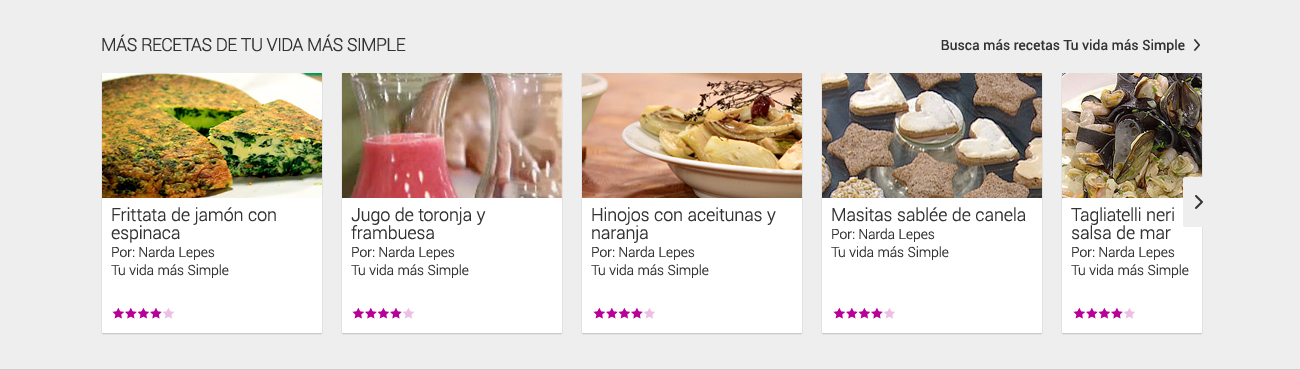 MÁS RECETAS DE TU VIDA MÁS SIMPLE
Busca más recetas Tu vida más Simple
Frittata de jamón con
espinaca
Por: Narda Lepes
Tu vida más Simple
Jugo de toronja y
frambuesa
Por: Narda Lepes
Tu vida más Simple
Hinojos con aceitunas y
naranja
Por: Narda Lepes
Tu vida más Simple
Masitas sablée de canela
Por: Narda Lepes
Tu vida más Simple
Tagliatelli neri
salsa de mar
Por: Narda Lepes
Tu vida más Simple